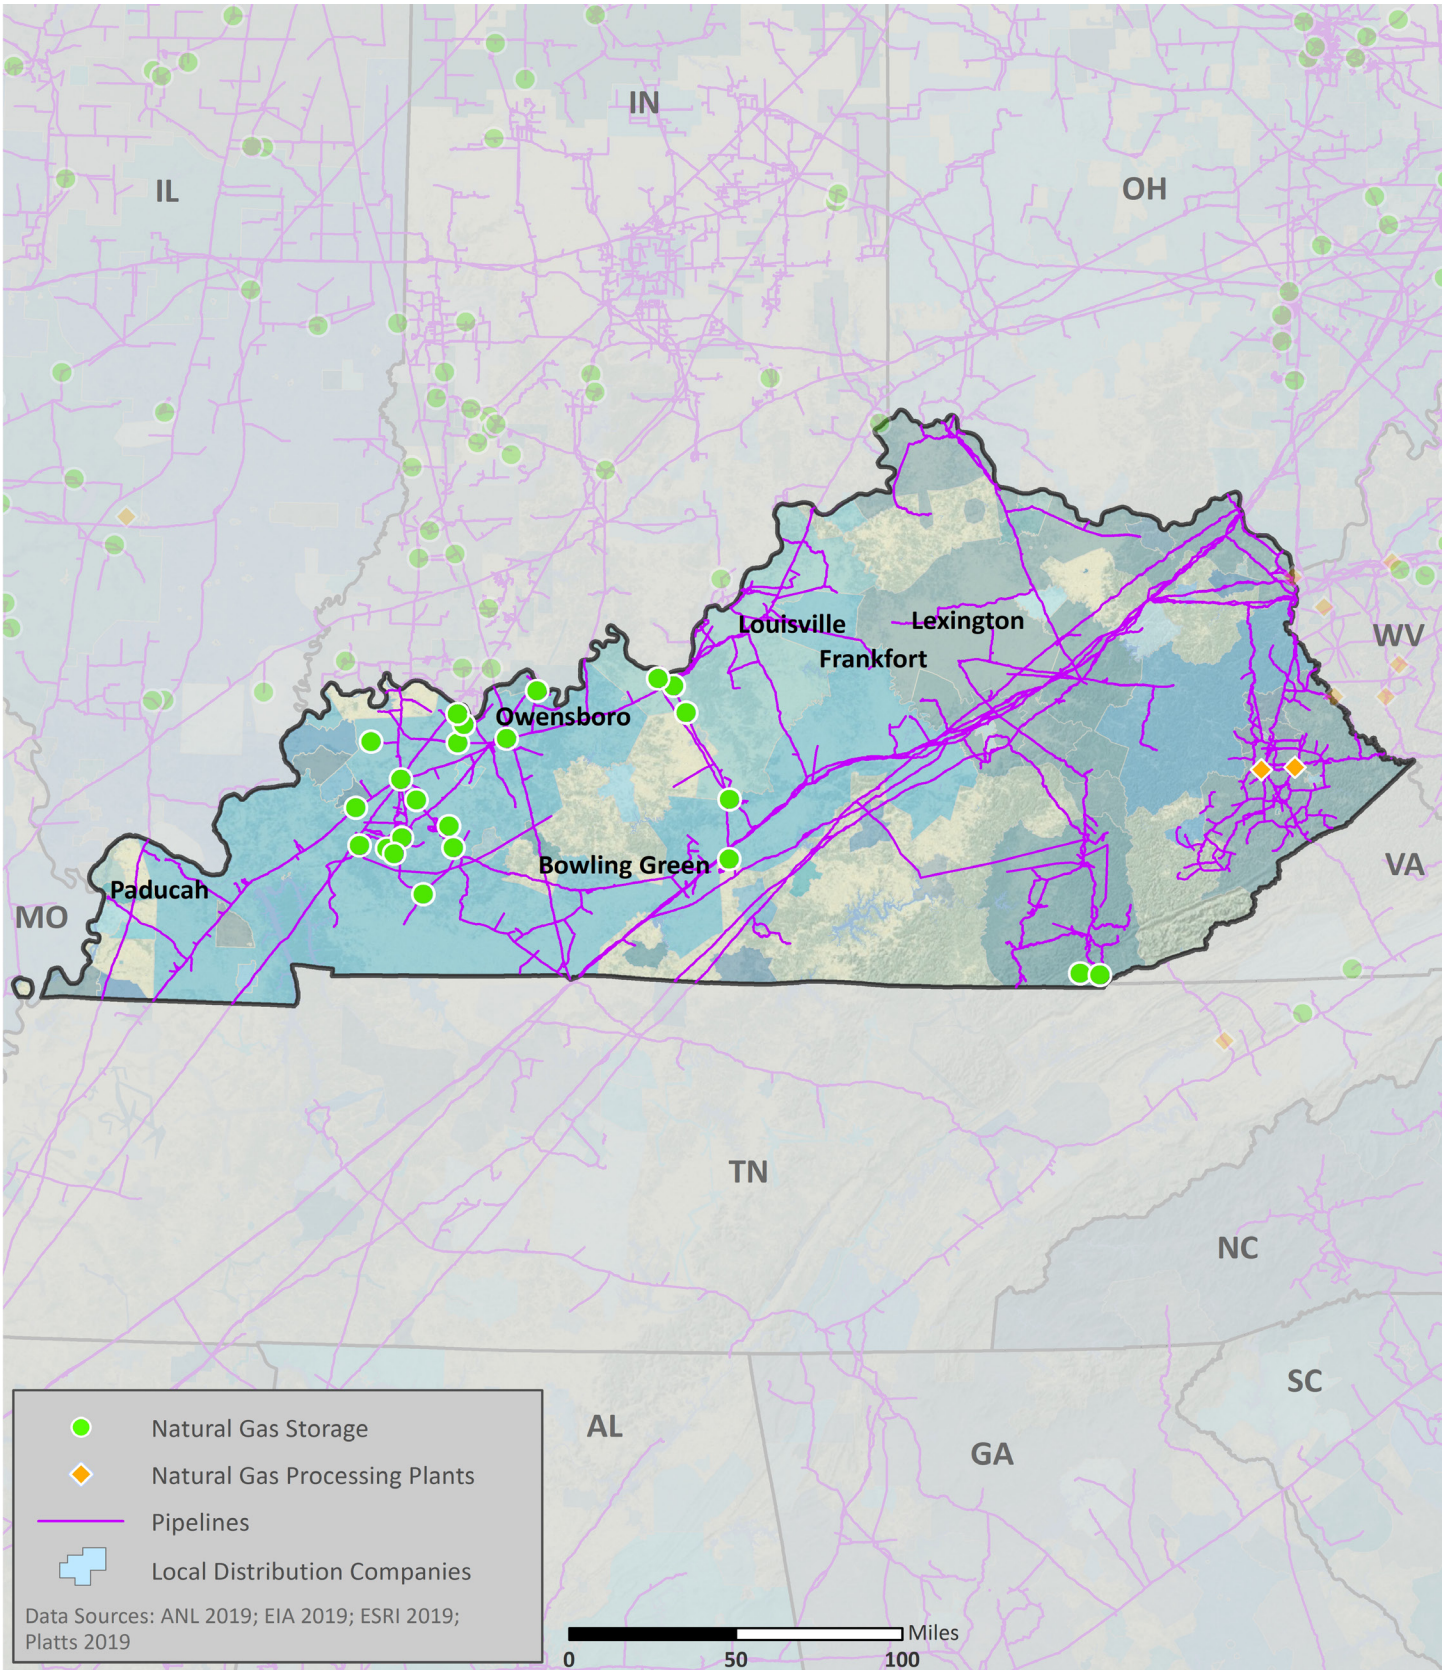 IN
IL
OH
Louisville
Lexington
WV
Frankfort
Owensboro
Bowling Green
VA
Paducah
MO
TN
NC
SC
AL
GA
Natural Gas Storage
Natural Gas Processing Plants
Pipelines
Local Distribution Companies
Data Sources: ANL 2019; EIA 2019; ESRI 2019;
Platts 2019
Miles
0 50 100